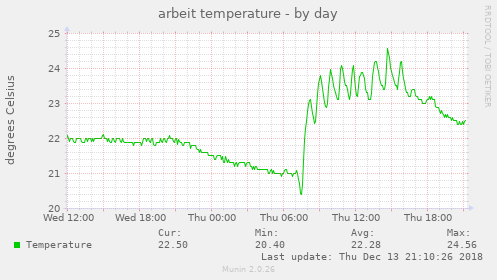 arbeit temperature - by day
RRDTOOL / TOBI OETIKER
degrees Celsius
25
24
23
22
21
20
Wed 12:00 Wed 18:00 Thu 00:00 Thu 06:00 Thu 12:00 Thu 18:00
Cur: Min: Avg: Max:
Temperature 22.50 20.40 22.28 24.56
Last update: Thu Dec 13 21:10:26 2018
Munin 2.0.26